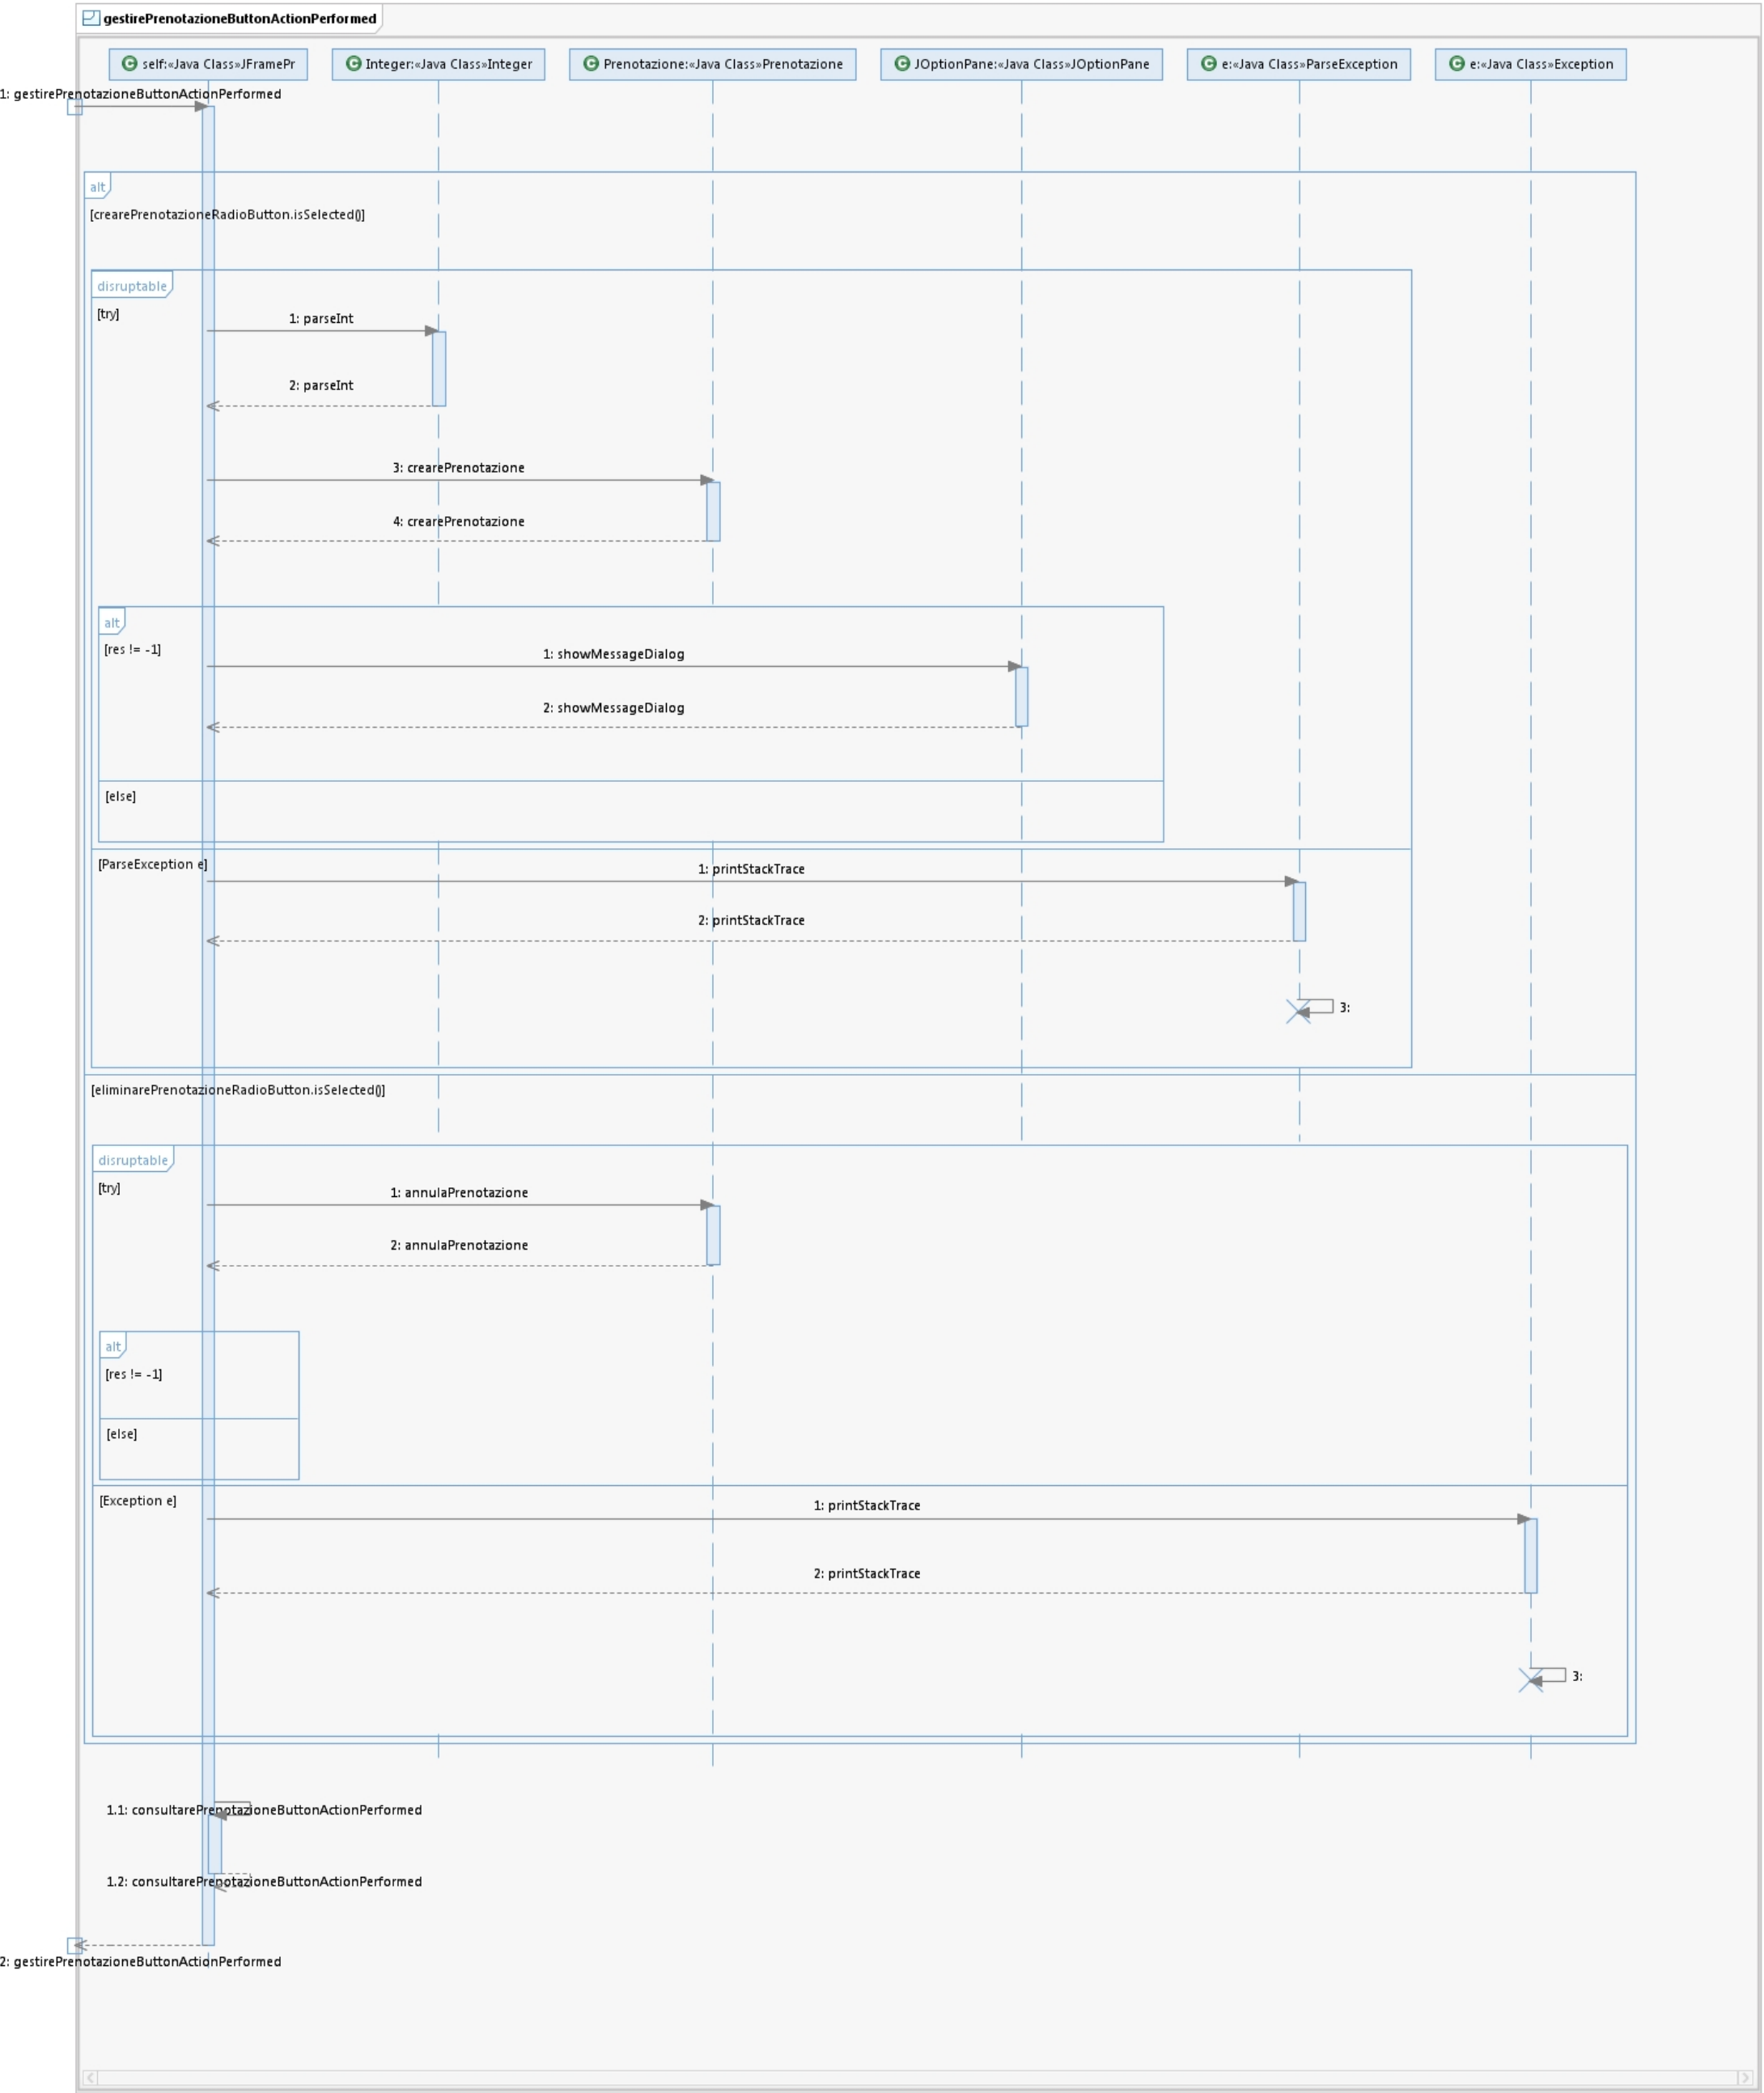 gestirePrenotazioneButtonActionPerformed
self:«Java Class»JFramePr
Integer:«Java Class»Integer
Prenotazione:«Java Class»Prenotazione
JOptionPane:«Java Class»JOptionPane
e:«Java Class»ParseException
e:«Java Class»Exception
1: gestirePrenotazioneButtonActionPerformed
alt
[crearePrenotazioneRadioButton.isSelected()]
disruptable
[try]
1: parseInt
2: parseInt
3: crearePrenotazione
4: crearePrenotazione
alt
[res != -1]
1: showMessageDialog
2: showMessageDialog
[else]
[ParseException e]
1: printStackTrace
2: printStackTrace
3:
[eliminarePrenotazioneRadioButton.isSelected()]
disruptable
[try]
1: annulaPrenotazione
2: annulaPrenotazione
alt
[res != -1]
[else]
[Exception e]
1: printStackTrace
2: printStackTrace
3:
1.1: consultarePrenotazioneButtonActionPerformed
1.2: consultarePrenotazioneButtonActionPerformed
2: gestirePrenotazioneButtonActionPerformed